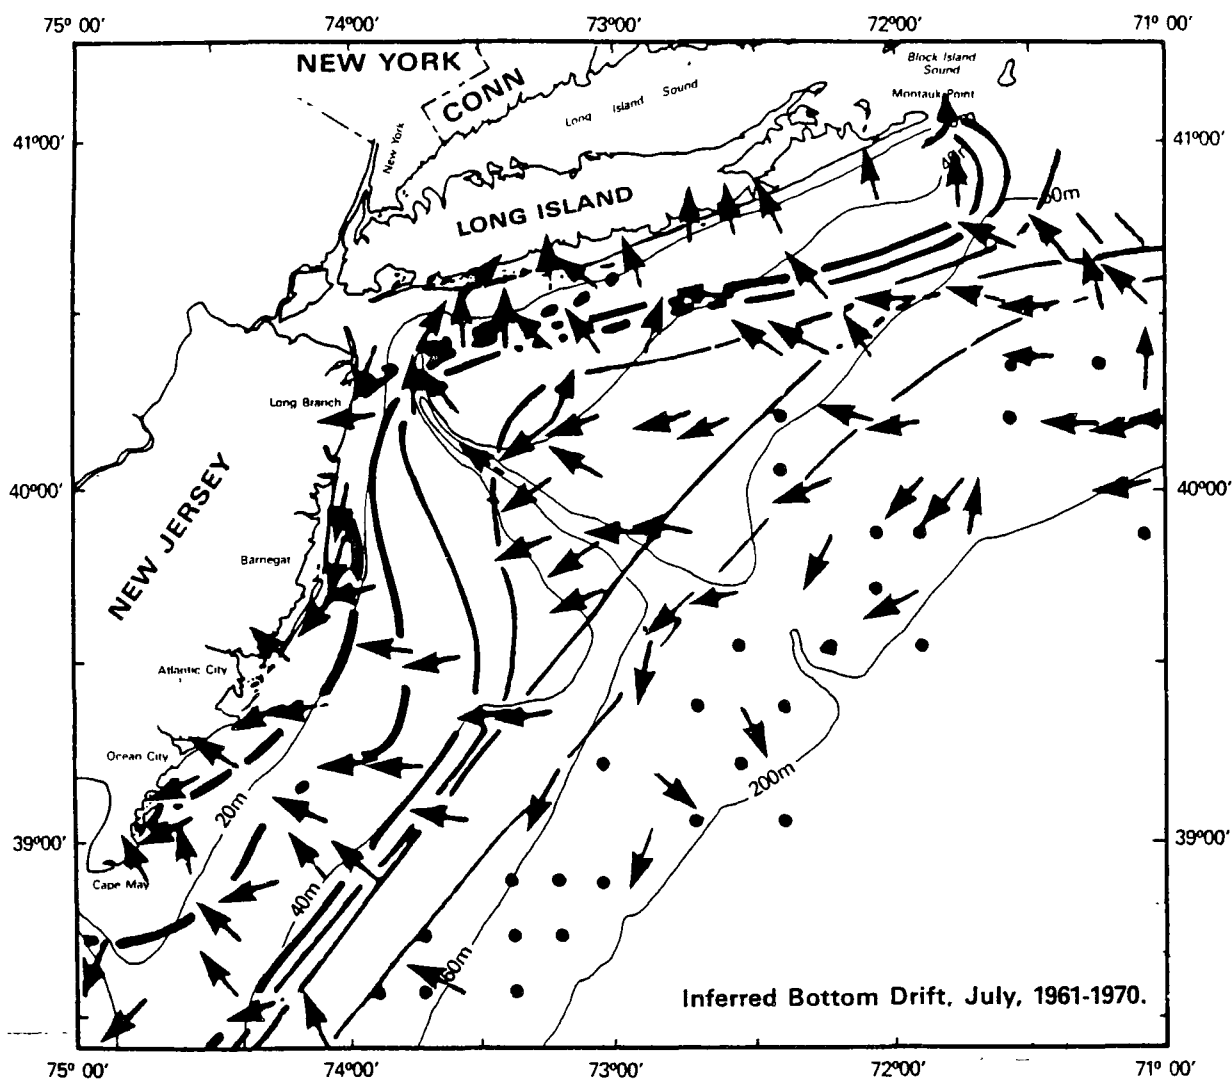 75° 00'
74°00'
73°00'
72°00'
71° 00'
NEW YORK
CONN
Block Island
Sound
Long Island Sound
Montauk Point
New York
41°00'
41°00'
LONG ISLAND
40m
60m
Long Branch
NEW JERSEY
40°00'
40°00'
Barnegat
Atlantic City
Ocean City
20m
200m
39°00'
39°00'
Cape May
40m
60m
Inferred Bottom Drift, July, 1961-1970.
75° 00'
74°00'
73°00'
72°00'
71° 00'